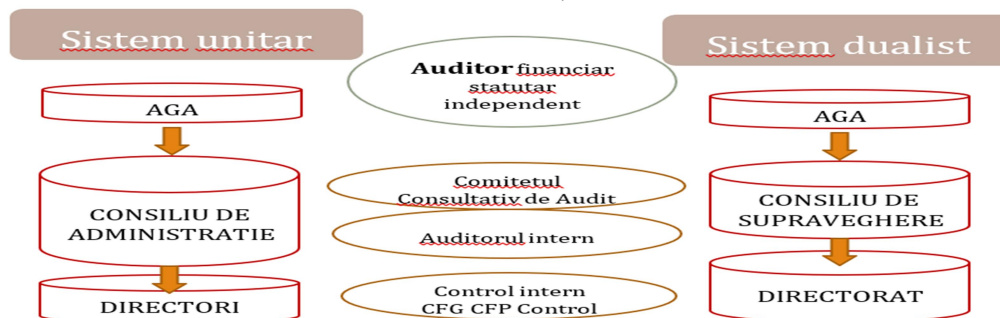 Sistem unitar
AGA
CONSILIU DE
ADMINISTRATIE
DIRECTORI
Auditor financiar
statutar
independent
Comitetul
Consultativ de Audit
Auditorul intern
Control intern
CFG CFP Control
Sistem dualist
AGA
CONSILIU DE
SUPRAVEGHERE
DIRECTORAT